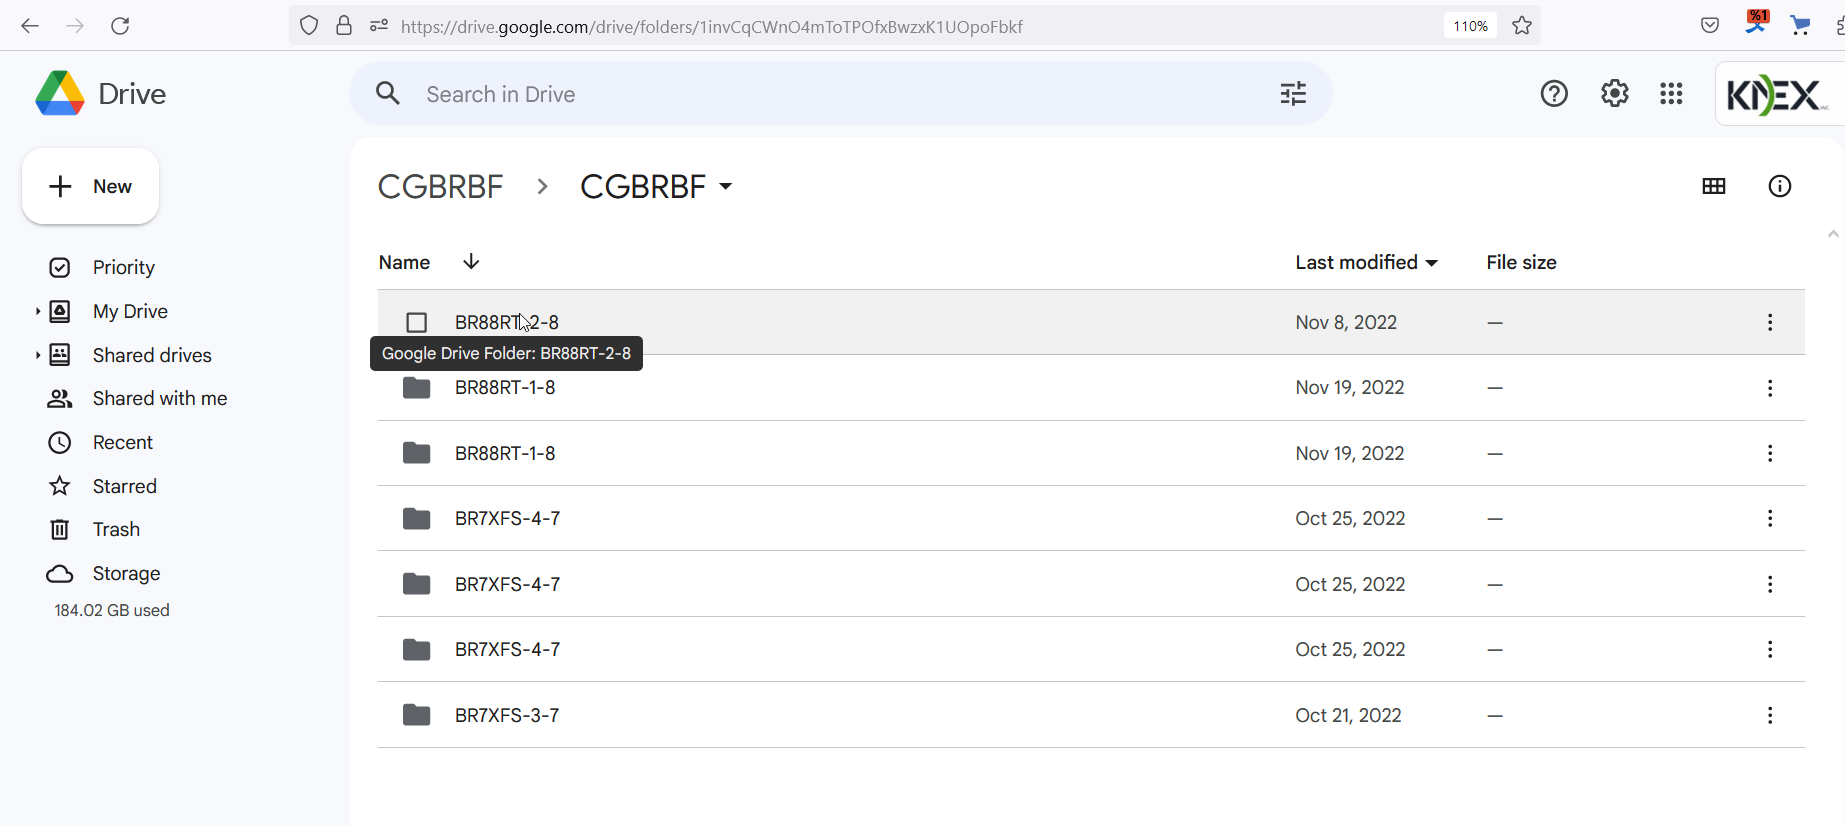 https://drive.google.com/drive/folders/1invCqCWnO4mToTPOfxBwzxK1UOpoFbkf
110%
%1
Drive
Search in Drive
KNEX
New
CGBRBF > CGBRBF
Name Last modified File size
Priority
My Drive
Shared drives
Shared with me
Recent
Starred
Trash
Storage
184.02 GB used
BR88RT-2-8 Nov 8, 2022 —
Google Drive Folder: BR88RT-2-8
BR88RT-1-8 Nov 19, 2022 —
BR88RT-1-8 Nov 19, 2022 —
BR7XFS-4-7 Oct 25, 2022 —
BR7XFS-4-7 Oct 25, 2022 —
BR7XFS-4-7 Oct 25, 2022 —
BR7XFS-3-7 Oct 21, 2022 —